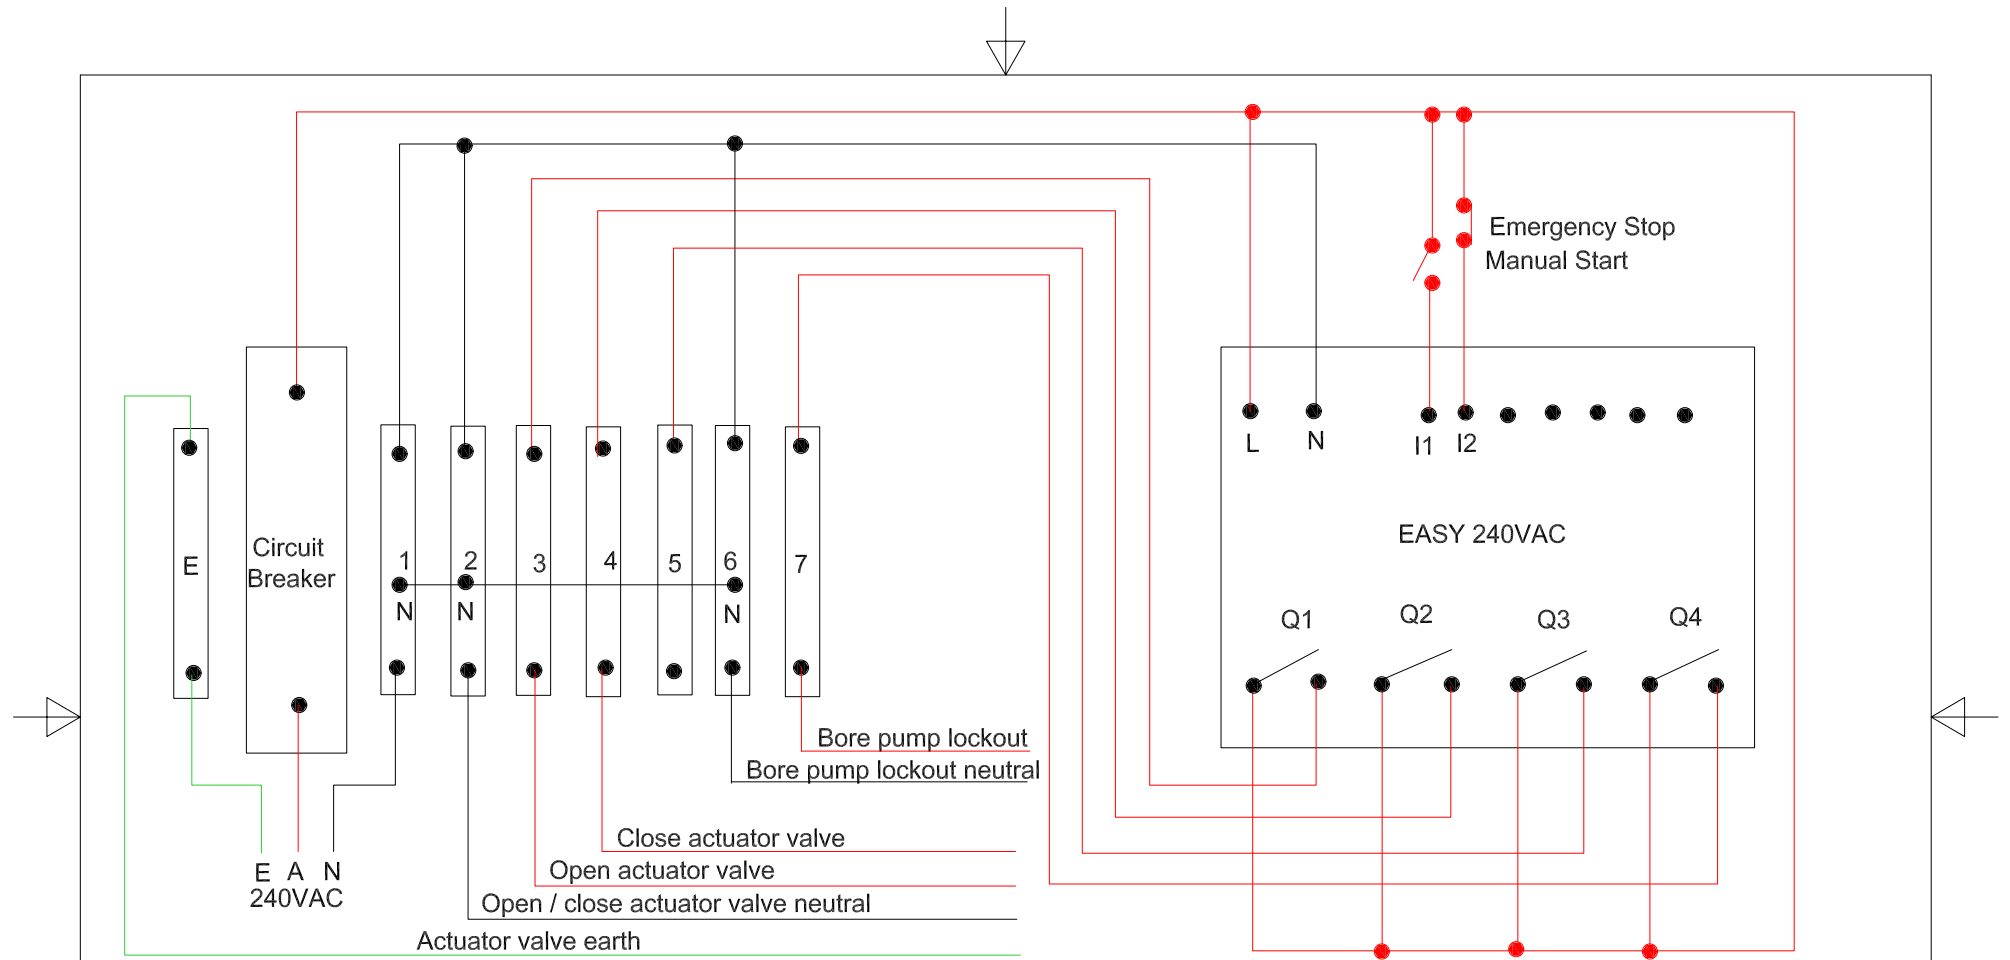 Emergency Stop
Manual Start
L
N
I1
I2
EASY 240VAC
Circuit
Breaker
E
1
2
3
4
5
6
7
N
N
N
Q1
Q2
Q3
Q4
Bore pump lockout
Bore pump lockout neutral
Close actuator valve
E A N
Open actuator valve
240VAC
Open / close actuator valve neutral
Actuator valve earth